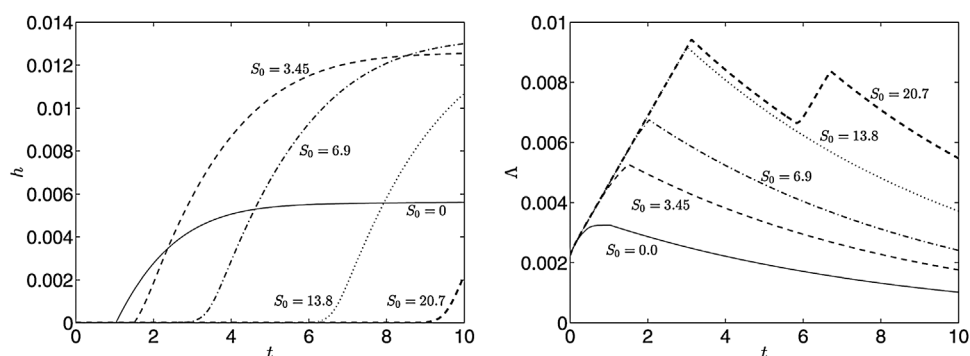 0.014
0.012
0.01
0.008
0.006
0.004
0.002
0
h
S₀ = 3.45
S₀ = 6.9
S₀ = 0
S₀ = 13.8
S₀ = 20.7
0 2 4 6 8 10
t
0.01
0.008
0.006
0.004
0.002
0
Λ
S₀ = 20.7
S₀ = 13.8
S₀ = 6.9
S₀ = 3.45
S₀ = 0.0
0 2 4 6 8 10
t